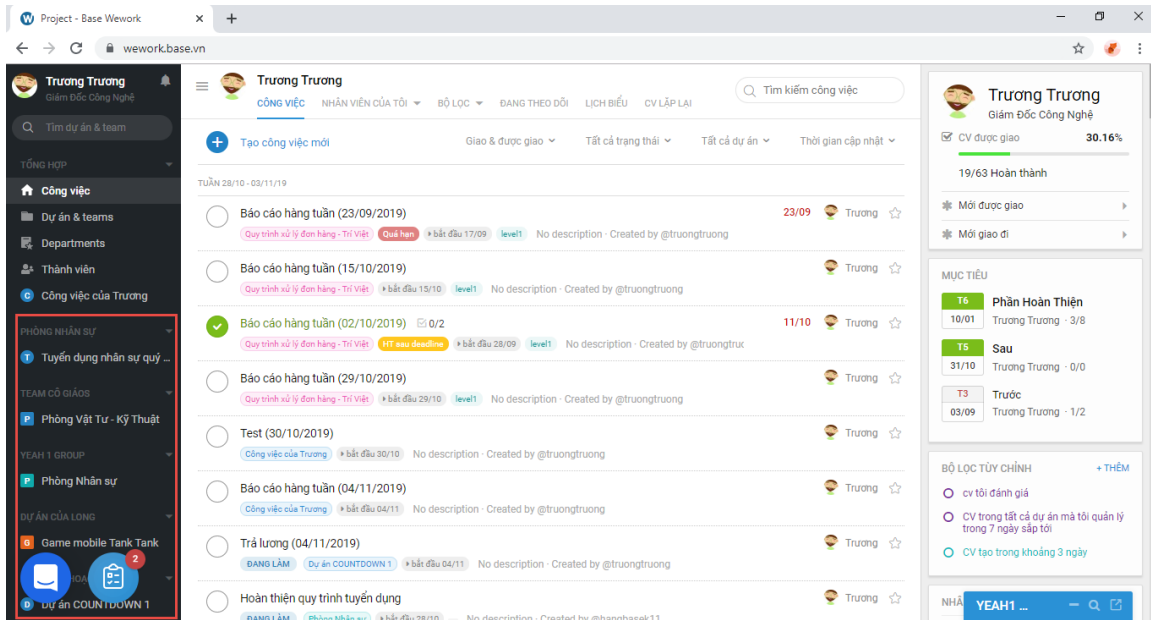 Project - Base Wework
wework.base.vn
Trương Trương
Giám Đốc Công Nghệ
Tìm dự án & team
TỔNG HỢP
Công việc
Dự án & teams
Departments
Thành viên
C Công việc của Trương
PHÒNG NHÂN SỰ
T Tuyển dụng nhân sự quý ...
TEAM CÔ GIÁOS
P Phòng Vật Tư - Kỹ Thuật
YEAH 1 GROUP
P Phòng Nhân sự
DỰ ÁN CỦA LONG
G Game mobile Tank Tank
2
D Dự án COUNTDOWN 1
Trương Trương
CÔNG VIỆC NHÂN VIÊN CỦA TÔI BỘ LỌC ĐANG THEO DÕI LỊCH BIỂU CV LẶP LẠI
Tìm kiếm công việc
Tạo công việc mới Giao & được giao Tất cả trạng thái Tất cả dự án Thời gian cập nhật
TUẦN 28/10 - 03/11/19
Báo cáo hàng tuần (23/09/2019) 23/09 Trương
Quy trình xử lý đơn hàng - Trí Việt Quá hạn bắt đầu 17/09 level1 No description · Created by @truongtruong
Báo cáo hàng tuần (15/10/2019) Trương
Quy trình xử lý đơn hàng - Trí Việt bắt đầu 15/10 level1 No description · Created by @truongtruong
Báo cáo hàng tuần (02/10/2019) 0/2 11/10 Trương
Quy trình xử lý đơn hàng - Trí Việt HT sau deadline bắt đầu 28/09 level1 No description · Created by @truongtruc
Báo cáo hàng tuần (29/10/2019) Trương
Quy trình xử lý đơn hàng - Trí Việt bắt đầu 29/10 level1 No description · Created by @truongtruong
Test (30/10/2019) Trương
Công việc của Trương bắt đầu 30/10 No description · Created by @truongtruong
Báo cáo hàng tuần (04/11/2019) Trương
Công việc của Trương bắt đầu 04/11 No description · Created by @truongtruong
Trả lương (04/11/2019) Trương
ĐANG LÀM Dự án COUNTDOWN 1 bắt đầu 04/11 No description · Created by @truongtruong
Hoàn thiện quy trình tuyển dụng Trương
ĐANG LÀM Phòng Nhân sự bắt đầu 28/10 No description · Created by @hangbasek11
Trương Trương
Giám Đốc Công Nghệ
CV được giao 30.16%
19/63 Hoàn thành
Mới được giao
Mới giao đi
MỤC TIÊU
T6 Phần Hoàn Thiện
10/01 Trương Trương · 3/8
T5 Sau
31/10 Trương Trương · 0/0
T3 Trước
03/09 Trương Trương · 1/2
BỘ LỌC TÙY CHỈNH + THÊM
cv tôi đánh giá
CV trong tất cả dự án mà tôi quản lý
trong 7 ngày sắp tới
CV tạo trong khoảng 3 ngày
YEAH1 ...